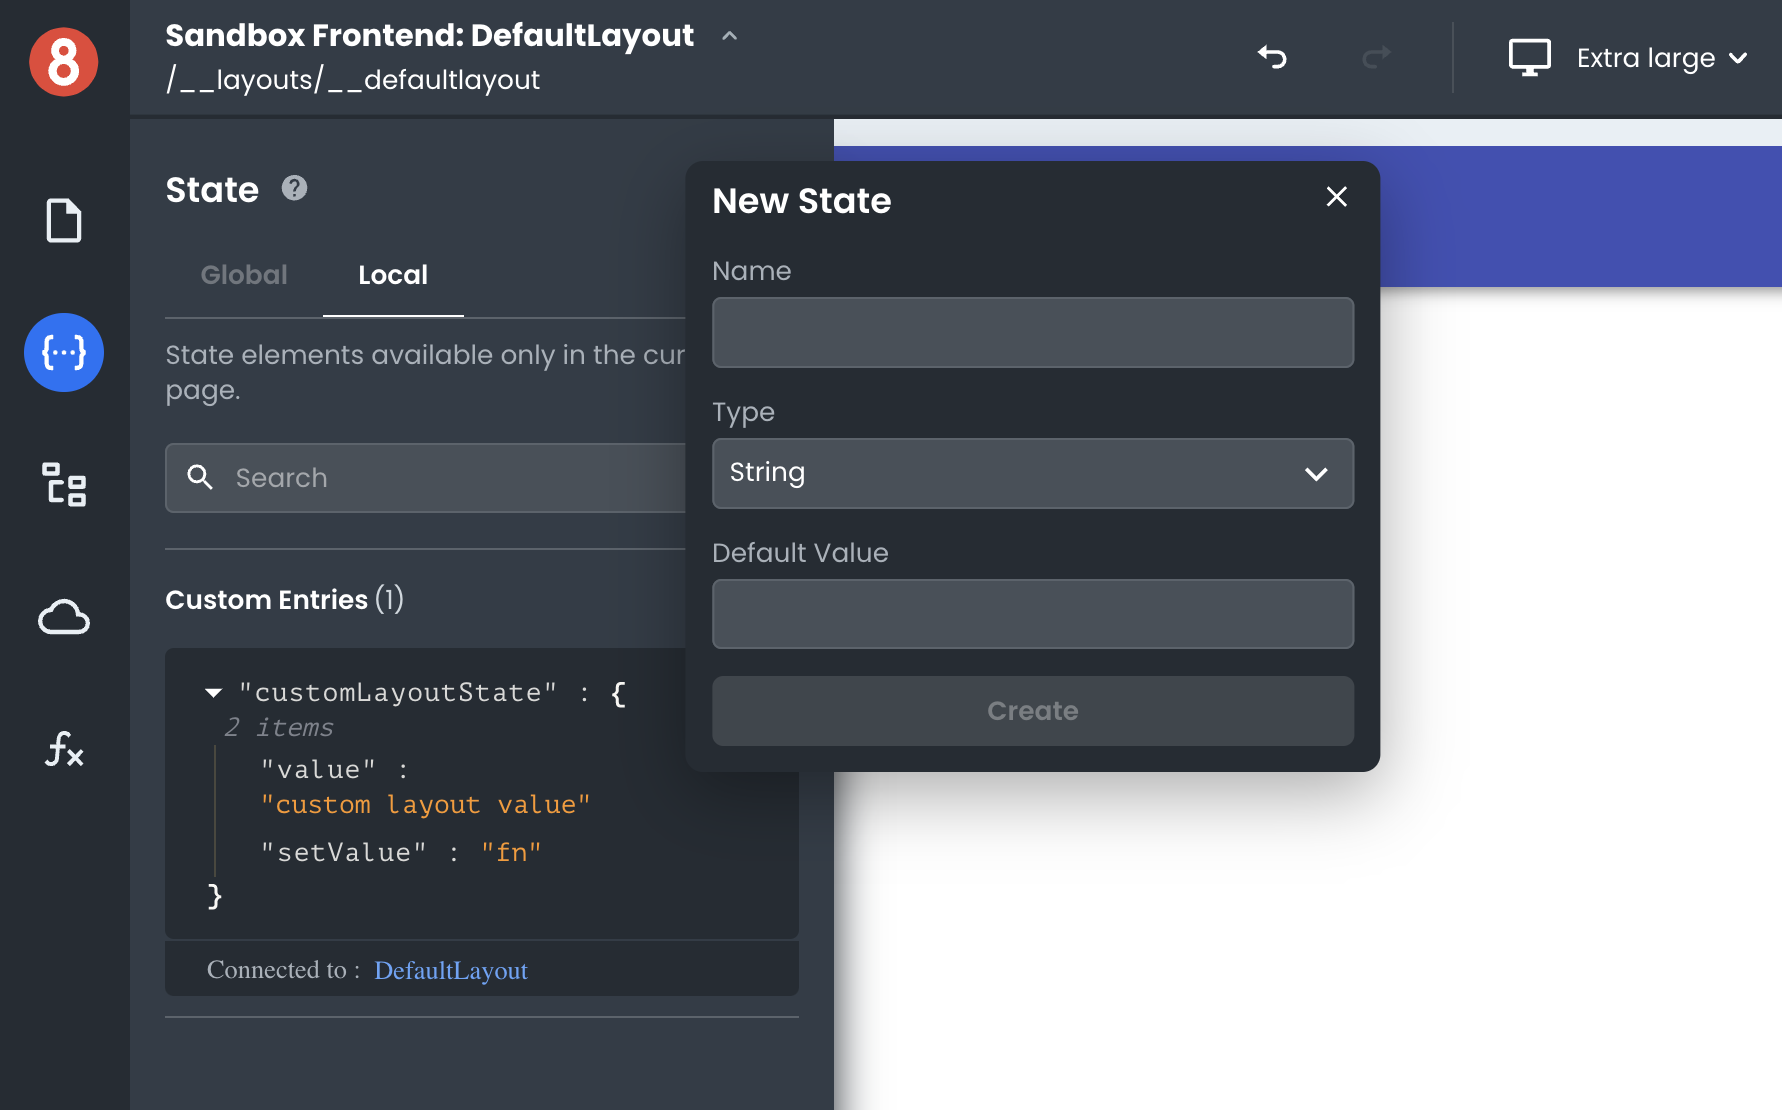 8
Sandbox Frontend: DefaultLayout
/__layouts/__defaultlayout
Extra large
State ?
Global
Local
State elements available only in the cur
page.
Search
Custom Entries (1)
"customLayoutState" : {
2 items
"value" :
"custom layout value"
"setValue" : "fn"
}
Connected to : DefaultLayout
{...}
fx
New State
Name
Type
String
Default Value
Create